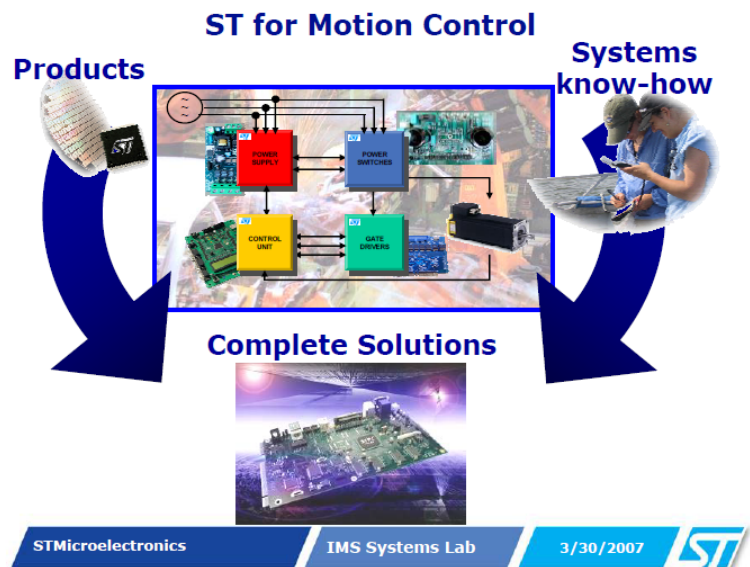 ST for Motion Control
Products
Systems
know-how
~
~
~
POWER
SUPPLY
POWER
SWITCHES
CONTROL
UNIT
GATE
DRIVERS
Complete Solutions
STMicroelectronics
IMS Systems Lab
3/30/2007
ST